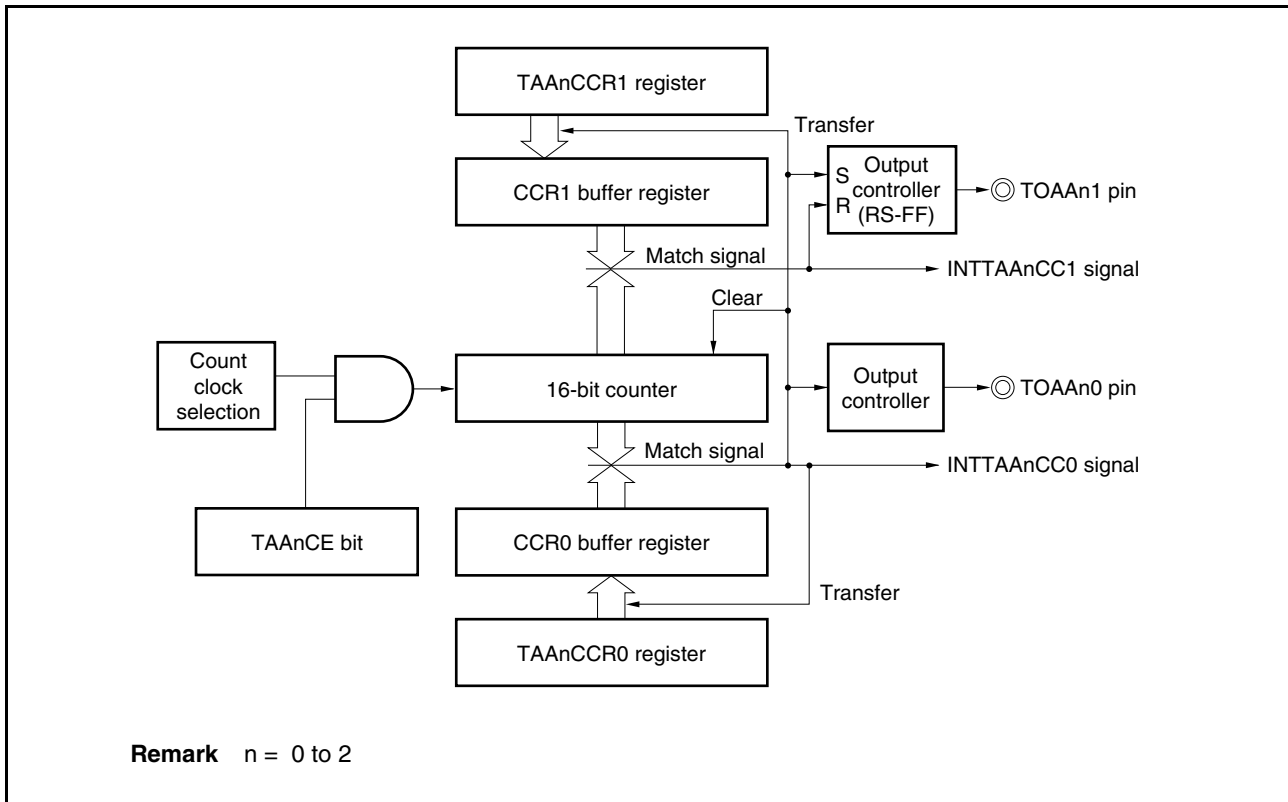 TAAnCCR1 register
Transfer
CCR1 buffer register
S
R
Output
controller
(RS-FF)
TOAAn1 pin
Match signal
INTTAAnCC1 signal
Clear
Count
clock
selection
16-bit counter
Output
controller
TOAAn0 pin
Match signal
INTTAAnCC0 signal
TAAnCE bit
CCR0 buffer register
Transfer
TAAnCCR0 register
Remark n = 0 to 2